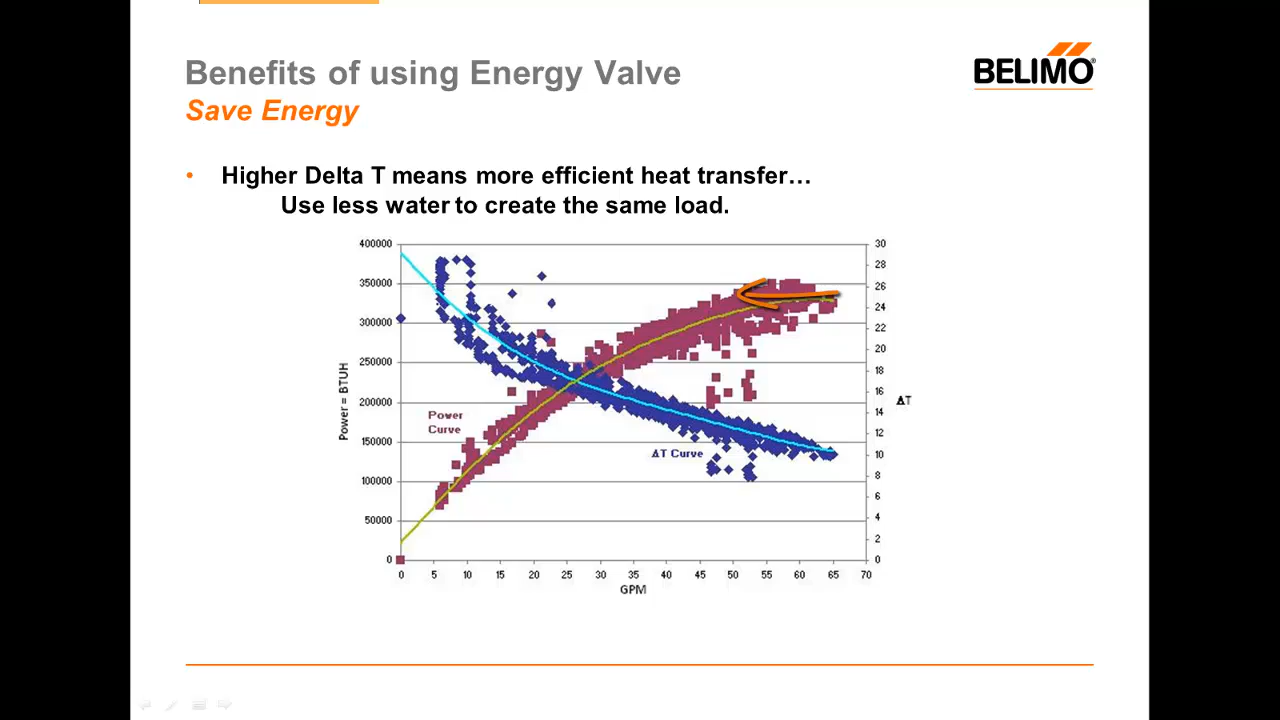 Benefits of using Energy Valve
Save Energy
BELIMO®
• Higher Delta T means more efficient heat transfer…
Use less water to create the same load.
400000
350000
300000
250000
200000
150000
100000
50000
0
Power = BTUH
Power
Curve
ΔT Curve
30
28
26
24
22
20
18
16
14
12
10
8
6
4
2
0
ΔT
0 5 10 15 20 25 30 35 40 45 50 55 60 65 70
GPM